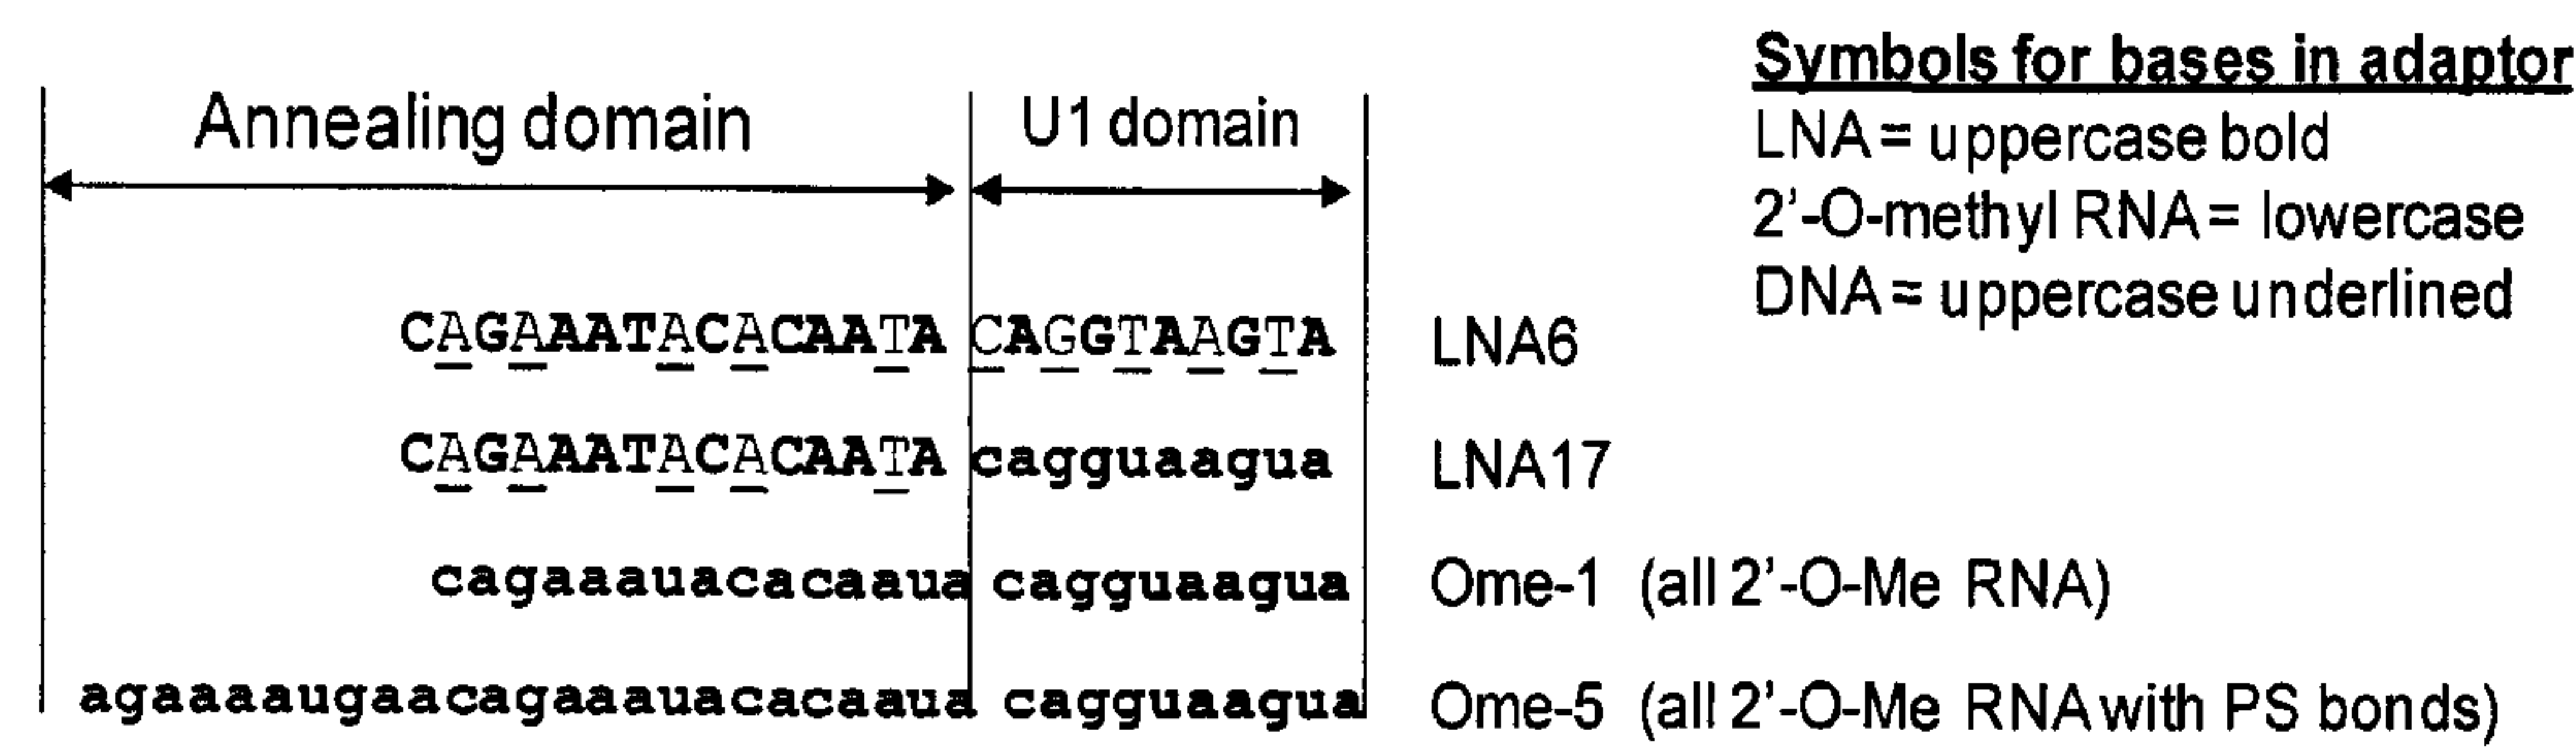 Symbols for bases in adaptor
Annealing domain U1 domain
LNA = uppercase bold
2'-O-methyl RNA = lowercase
DNA = uppercase underlined
CAGAAATACACAATA CAGGTAAGTA LNA6
CAGAAATACACAATA cagguaagua LNA17
cagaaauacacaaua cagguaagua Ome-1 (all 2'-O-Me RNA)
agaaaaugaacagaaauacacaaua cagguaagua Ome-5 (all 2'-O-Me RNA with PS bonds)